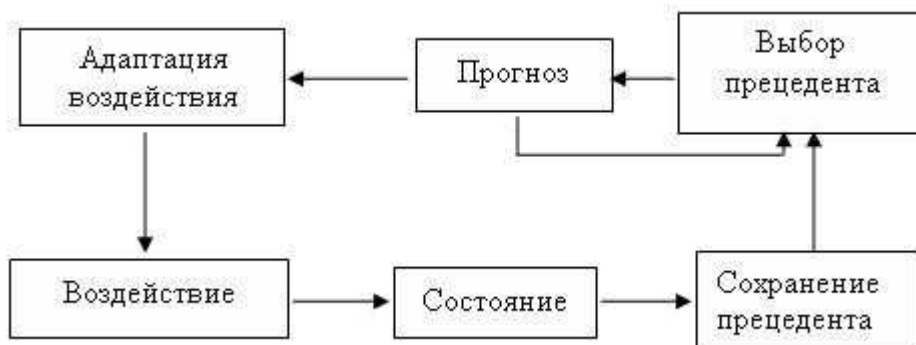 Адаптация
воздействия
Прогноз
Выбор
прецедента
Воздействие
Состояние
Сохранение
прецедента